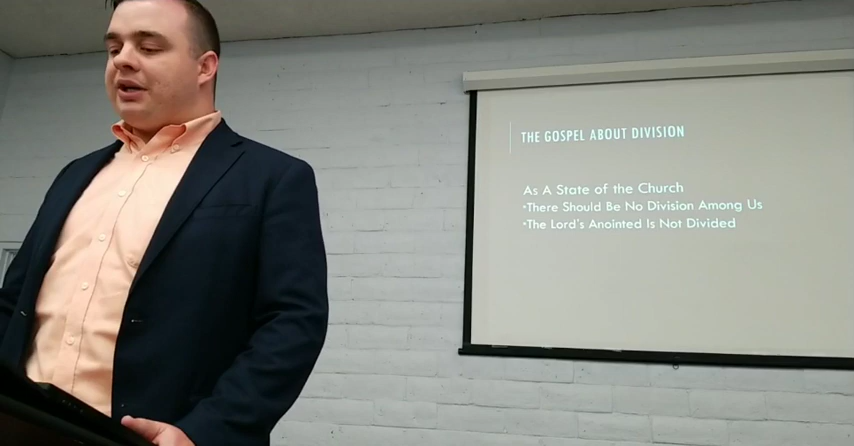 THE GOSPEL ABOUT DIVISION
As A State of the Church
•There Should Be No Division Among Us
•The Lord's Anointed Is Not Divided